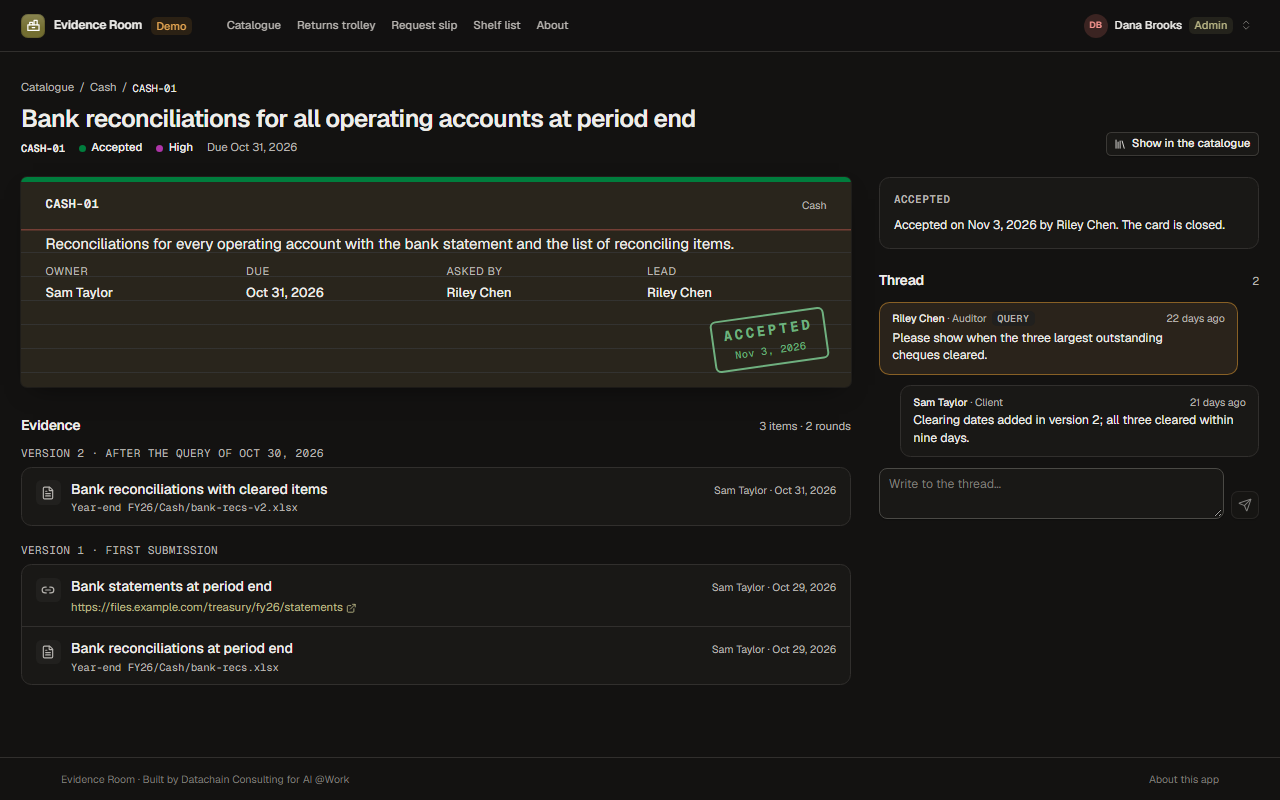 Evidence Room Demo Catalogue Returns trolley Request slip Shelf list About DB Dana Brooks Admin
Catalogue / Cash / CASH-01
Bank reconciliations for all operating accounts at period end
CASH-01 Accepted High Due Oct 31, 2026
Show in the catalogue
CASH-01 Cash
Reconciliations for every operating account with the bank statement and the list of reconciling items.
OWNER DUE ASKED BY LEAD
Sam Taylor Oct 31, 2026 Riley Chen Riley Chen
ACCEPTED
Nov 3, 2026
Evidence 3 items · 2 rounds
VERSION 2 · AFTER THE QUERY OF OCT 30, 2026
Bank reconciliations with cleared items Sam Taylor · Oct 31, 2026
Year-end FY26/Cash/bank-recs-v2.xlsx
VERSION 1 · FIRST SUBMISSION
Bank statements at period end Sam Taylor · Oct 29, 2026
https://files.example.com/treasury/fy26/statements
Bank reconciliations at period end Sam Taylor · Oct 29, 2026
Year-end FY26/Cash/bank-recs.xlsx
ACCEPTED
Accepted on Nov 3, 2026 by Riley Chen. The card is closed.
Thread 2
Riley Chen · Auditor QUERY 22 days ago
Please show when the three largest outstanding
cheques cleared.
Sam Taylor · Client 21 days ago
Clearing dates added in version 2; all three cleared within
nine days.
Write to the thread…
Evidence Room · Built by Datachain Consulting for AI @Work About this app